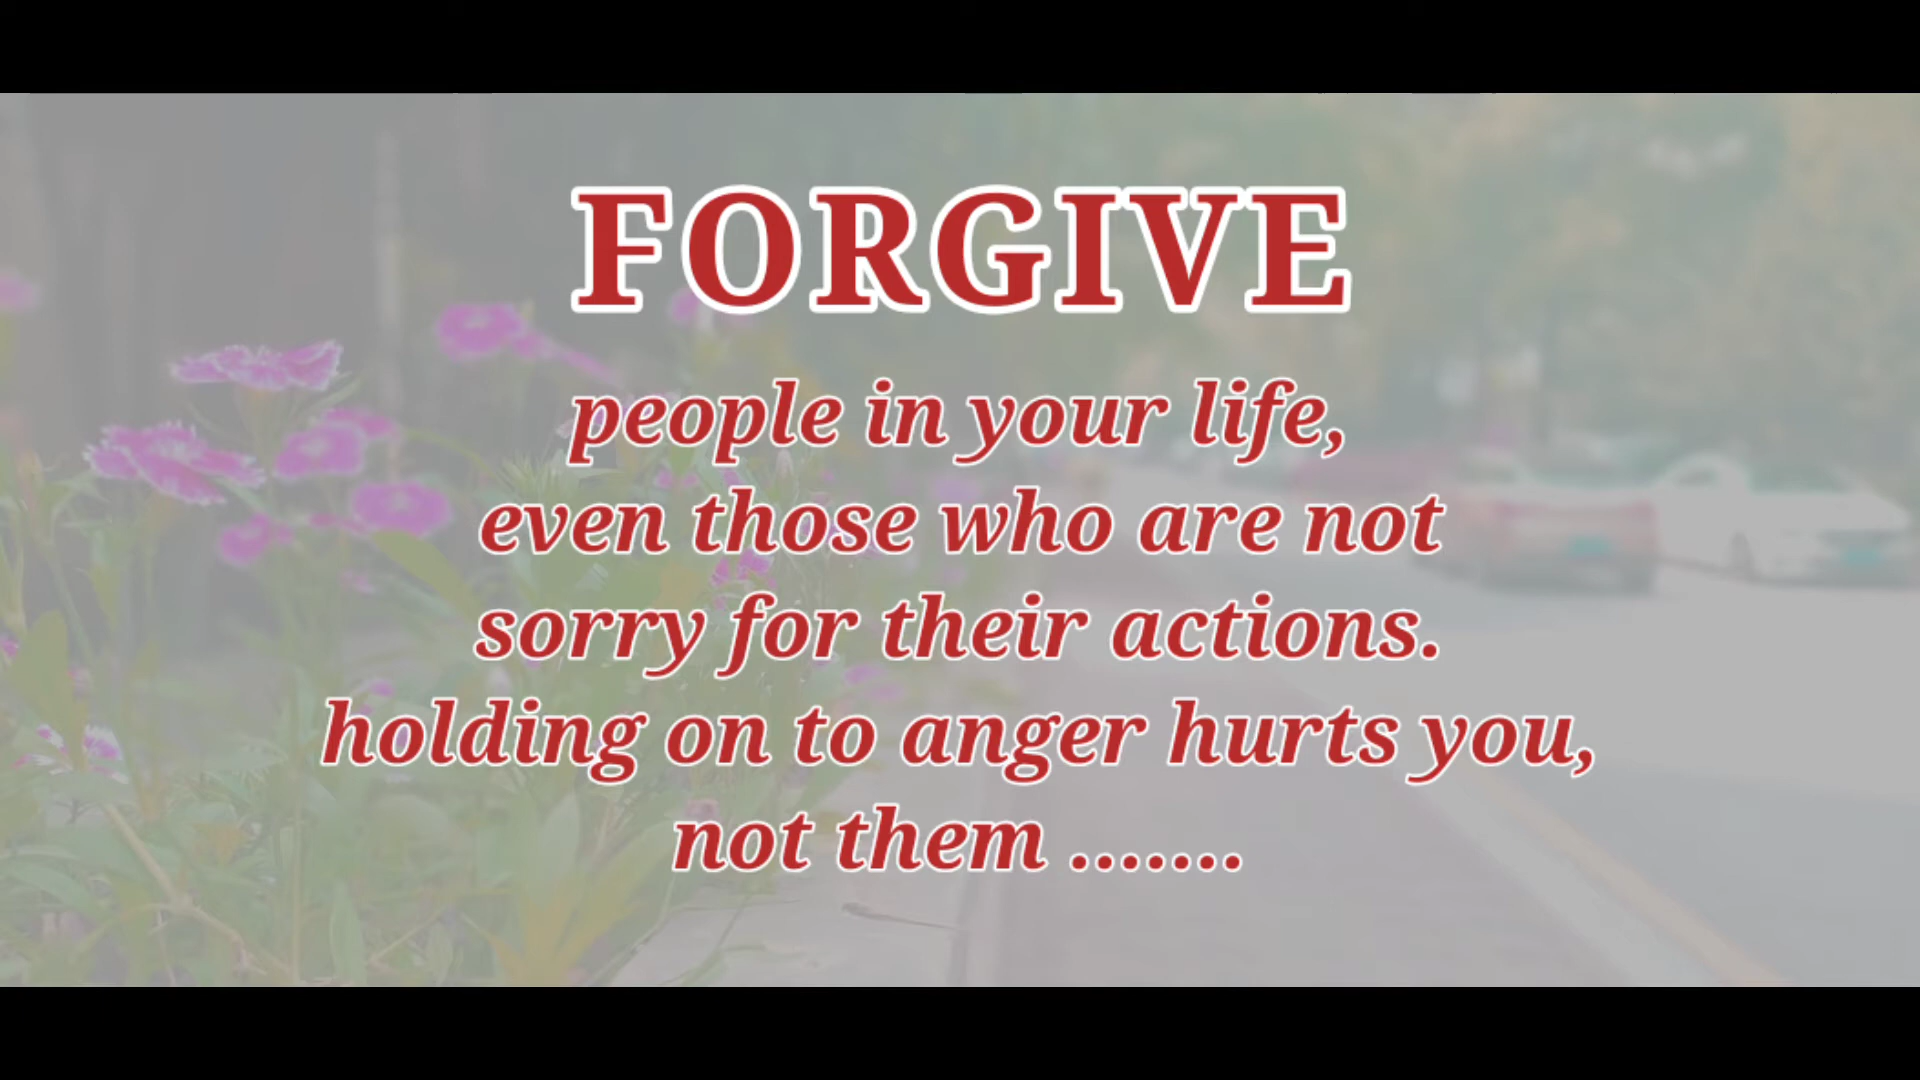 FORGIVE
people in your life,
even those who are not
sorry for their actions.
holding on to anger hurts you,
not them .......